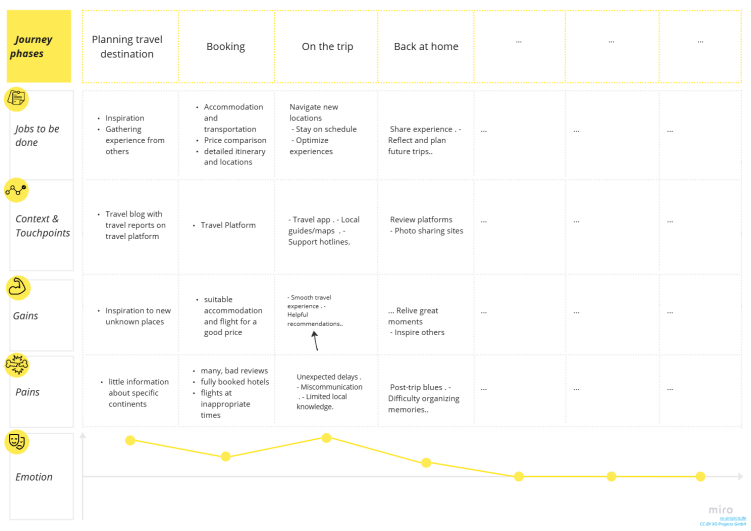 Journey
phases
Planning travel
destination
Booking
On the trip
Back at home
...
...
...
Jobs to be
done
• Inspiration
• Gathering
experience from
others
• Accommodation
and
transportation
• Price comparison
• detailed itinerary
and locations
Navigate new
locations
- Stay on schedule
- Optimize
experiences
Share experience . -
Reflect and plan
future trips..
...
...
...
Context &
Touchpoints
• Travel blog with
travel reports on
travel platform
• Travel Platform
- Travel app . - Local
guides/maps . -
Support hotlines.
Review platforms
- Photo sharing sites
...
...
...
Gains
• Inspiration to new
unknown places
• suitable
accommodation
and flight for a
good price
- Smooth travel
experience . -
Helpful
recommendations..
... Relive great
moments
- Inspire others
...
...
...
Pains
• little information
about specific
continents
• many, bad reviews
• fully booked hotels
• flights at
inappropriate
times
Unexpected delays .
- Miscommunication
. - Limited local
knowledge.
Post-trip blues . -
Difficulty organizing
memories..
...
...
...
Emotion
miro